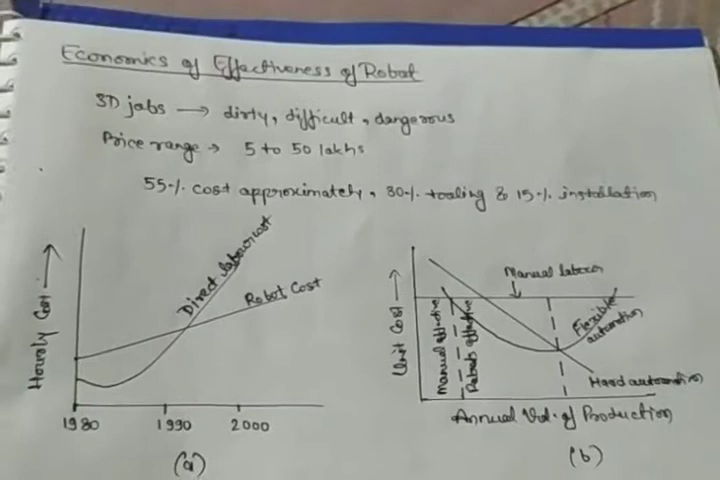 Economics of Effectiveness of Robot
3D jobs → dirty, difficult, dangerous
Price range → 5 to 50 lakhs
55% cost approximately, 30% tooling & 15% installation
Hourly Cost →
Direct labour cost
Robot Cost
1980 1990 2000
(a)
Unit Cost →
Manual labour
Manual effective
Robots effective
Flexible automation
Hard automation
Annual Vol. of Production
(b)